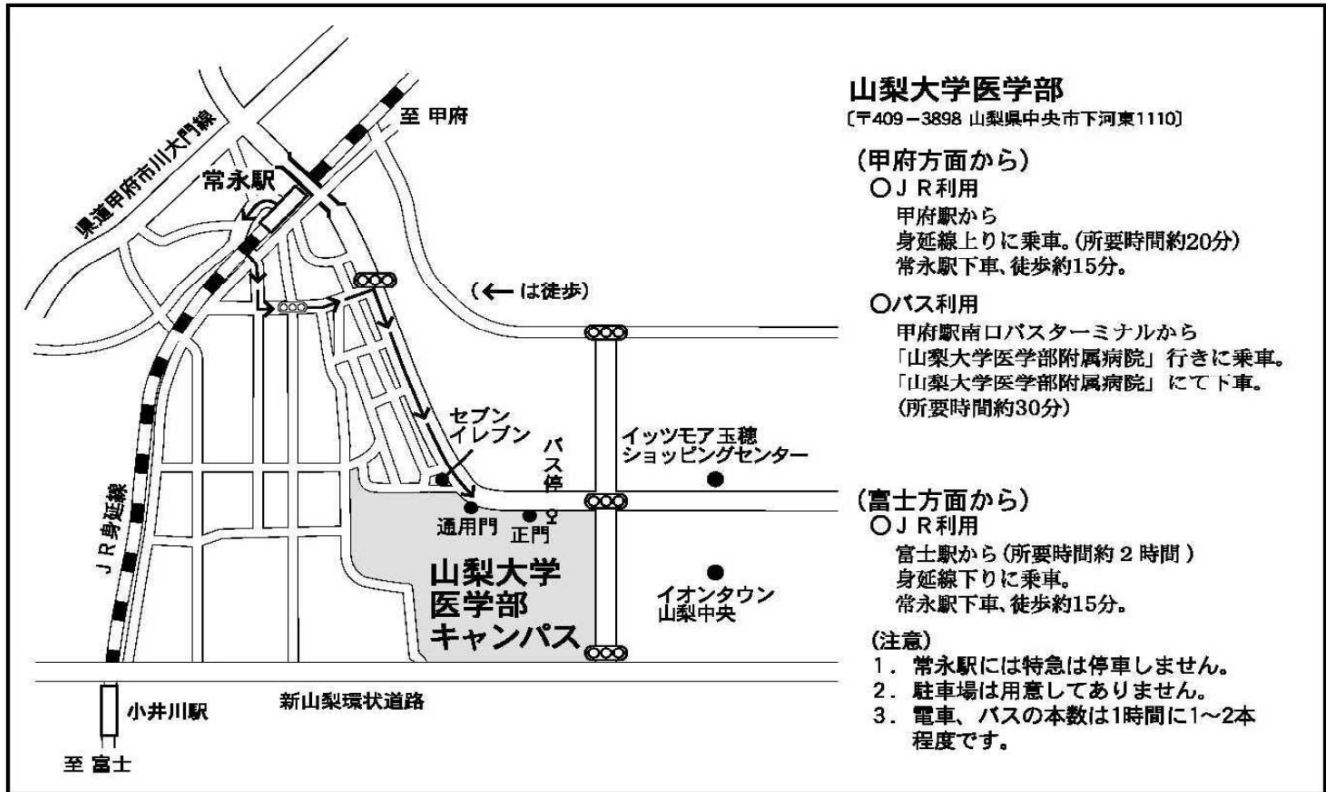 至 甲府
県道甲府市川大門線
常永駅
(← は徒歩)
セブン
イレブン
バス停
イッツモア玉穂
ショッピングセンター
通用門
正門
山梨大学
医学部
キャンパス
イオンタウン
山梨中央
JR身延線
小井川駅
新山梨環状道路
至 富士
山梨大学医学部
〔〒409-3898 山梨県中央市下河東1110〕
(甲府方面から)
○JR利用
甲府駅から
身延線上りに乗車。(所要時間約20分)
常永駅下車、徒歩約15分。
○バス利用
甲府駅南口バスターミナルから
「山梨大学医学部附属病院」行きに乗車。
「山梨大学医学部附属病院」にて下車。
(所要時間約30分)
(富士方面から)
○JR利用
富士駅から(所要時間約2時間)
身延線下りに乗車。
常永駅下車、徒歩約15分。
(注意)
1. 常永駅には特急は停車しません。
2. 駐車場は用意してありません。
3. 電車、バスの本数は1時間に1〜2本
程度です。